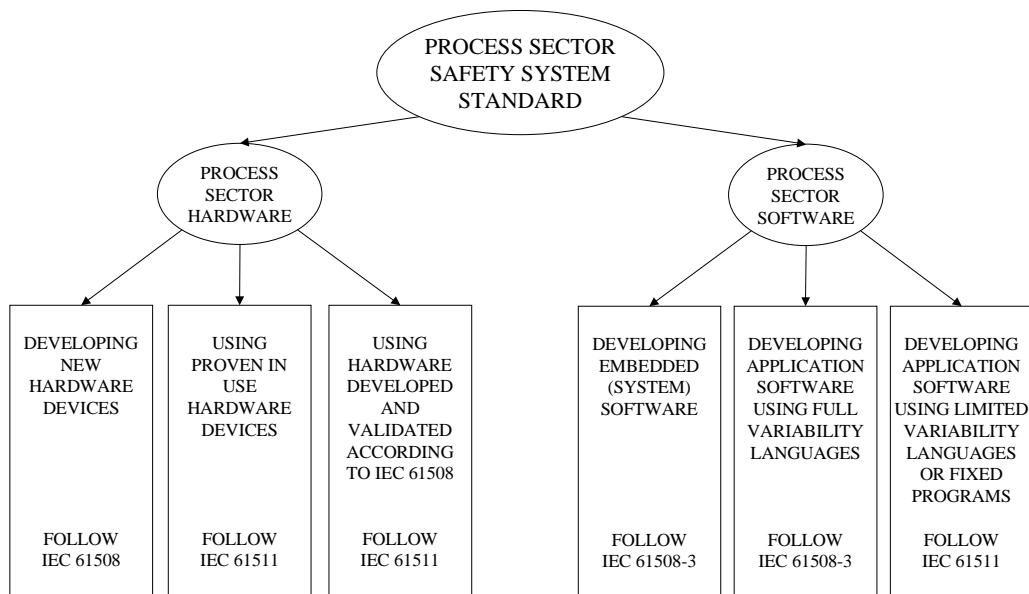 PROCESS SECTOR
SAFETY SYSTEM
STANDARD
PROCESS
SECTOR
HARDWARE
PROCESS
SECTOR
SOFTWARE
DEVELOPING
NEW
HARDWARE
DEVICES
FOLLOW
IEC 61508
USING
PROVEN IN
USE
HARDWARE
DEVICES
FOLLOW
IEC 61511
USING
HARDWARE
DEVELOPED
AND
VALIDATED
ACCORDING
TO IEC 61508
FOLLOW
IEC 61511
DEVELOPING
EMBEDDED
(SYSTEM)
SOFTWARE
FOLLOW
IEC 61508-3
DEVELOPING
APPLICATION
SOFTWARE
USING FULL
VARIABILITY
LANGUAGES
FOLLOW
IEC 61508-3
DEVELOPING
APPLICATION
SOFTWARE
USING LIMITED
VARIABILITY
LANGUAGES
OR FIXED
PROGRAMS
FOLLOW
IEC 61511